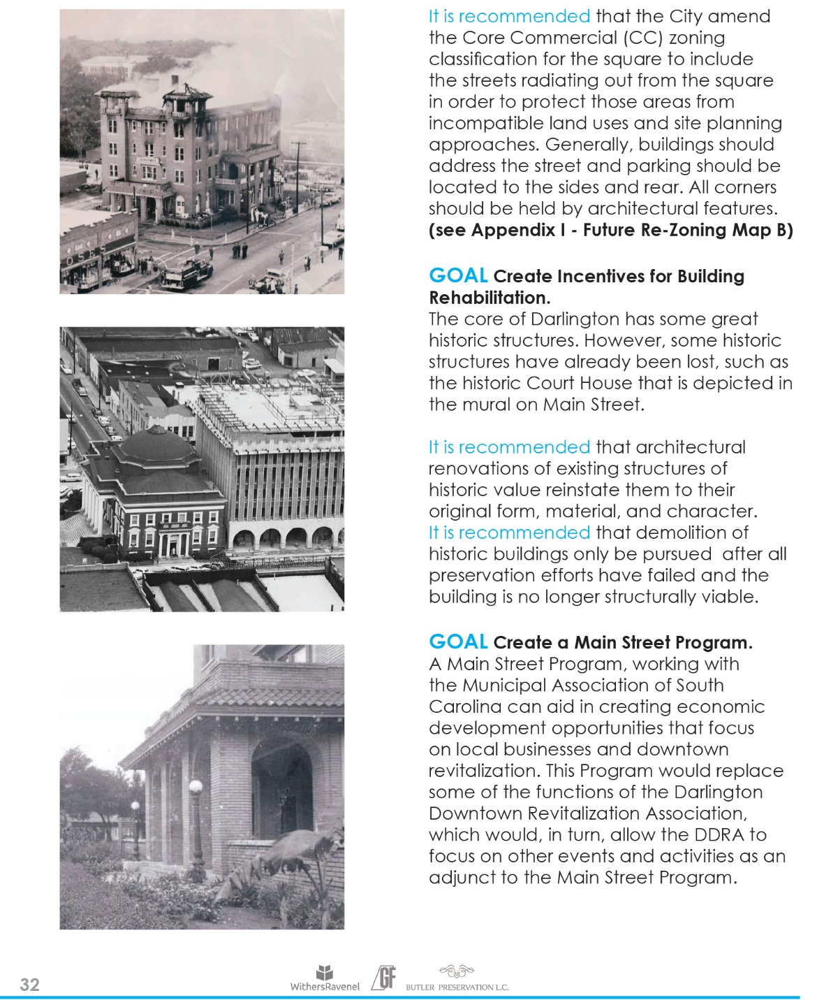 It is recommended that the City amend
the Core Commercial (CC) zoning
classification for the square to include
the streets radiating out from the square
in order to protect those areas from
incompatible land uses and site planning
approaches. Generally, buildings should
address the street and parking should be
located to the sides and rear. All corners
should be held by architectural features.
(see Appendix I - Future Re-Zoning Map B)
GOAL Create Incentives for Building
Rehabilitation.
The core of Darlington has some great
historic structures. However, some historic
structures have already been lost, such as
the historic Court House that is depicted in
the mural on Main Street.
It is recommended that architectural
renovations of existing structures of
historic value reinstate them to their
original form, material, and character.
It is recommended that demolition of
historic buildings only be pursued  after all
preservation efforts have failed and the
building is no longer structurally viable.
GOAL Create a Main Street Program.
A Main Street Program, working with
the Municipal Association of South
Carolina can aid in creating economic
development opportunities that focus
on local businesses and downtown
revitalization. This Program would replace
some of the functions of the Darlington
Downtown Revitalization Association,
which would, in turn, allow the DDRA to
focus on other events and activities as an
adjunct to the Main Street Program.
OSES
32
WithersRavenel
GF
BUTLER PRESERVATION L.C.